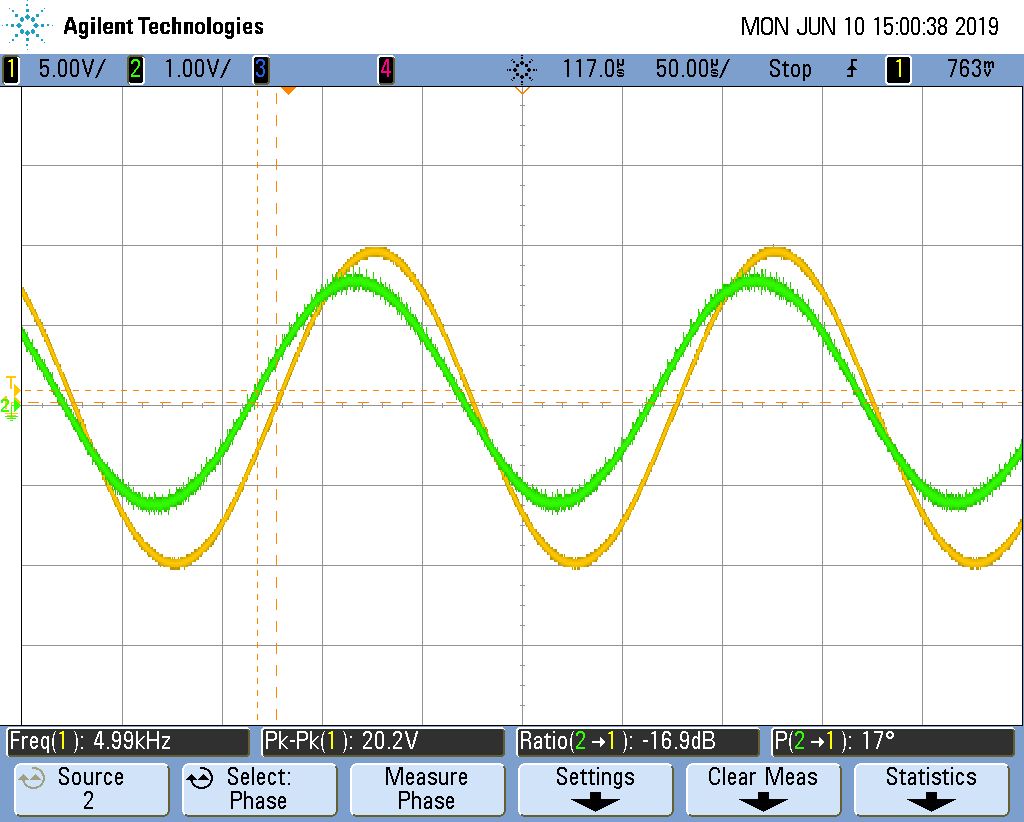 Agilent Technologies MON JUN 10 15:00:38 2019
1 5.00V/ 2 1.00V/ 3 4 117.0µs 50.00µs/ Stop 1 763mV
T
2
Freq(1): 4.99kHz Pk-Pk(1): 20.2V Ratio(2→1): -16.9dB P(2→1): 17°
Source Select: Measure Settings Clear Meas Statistics
2 Phase Phase